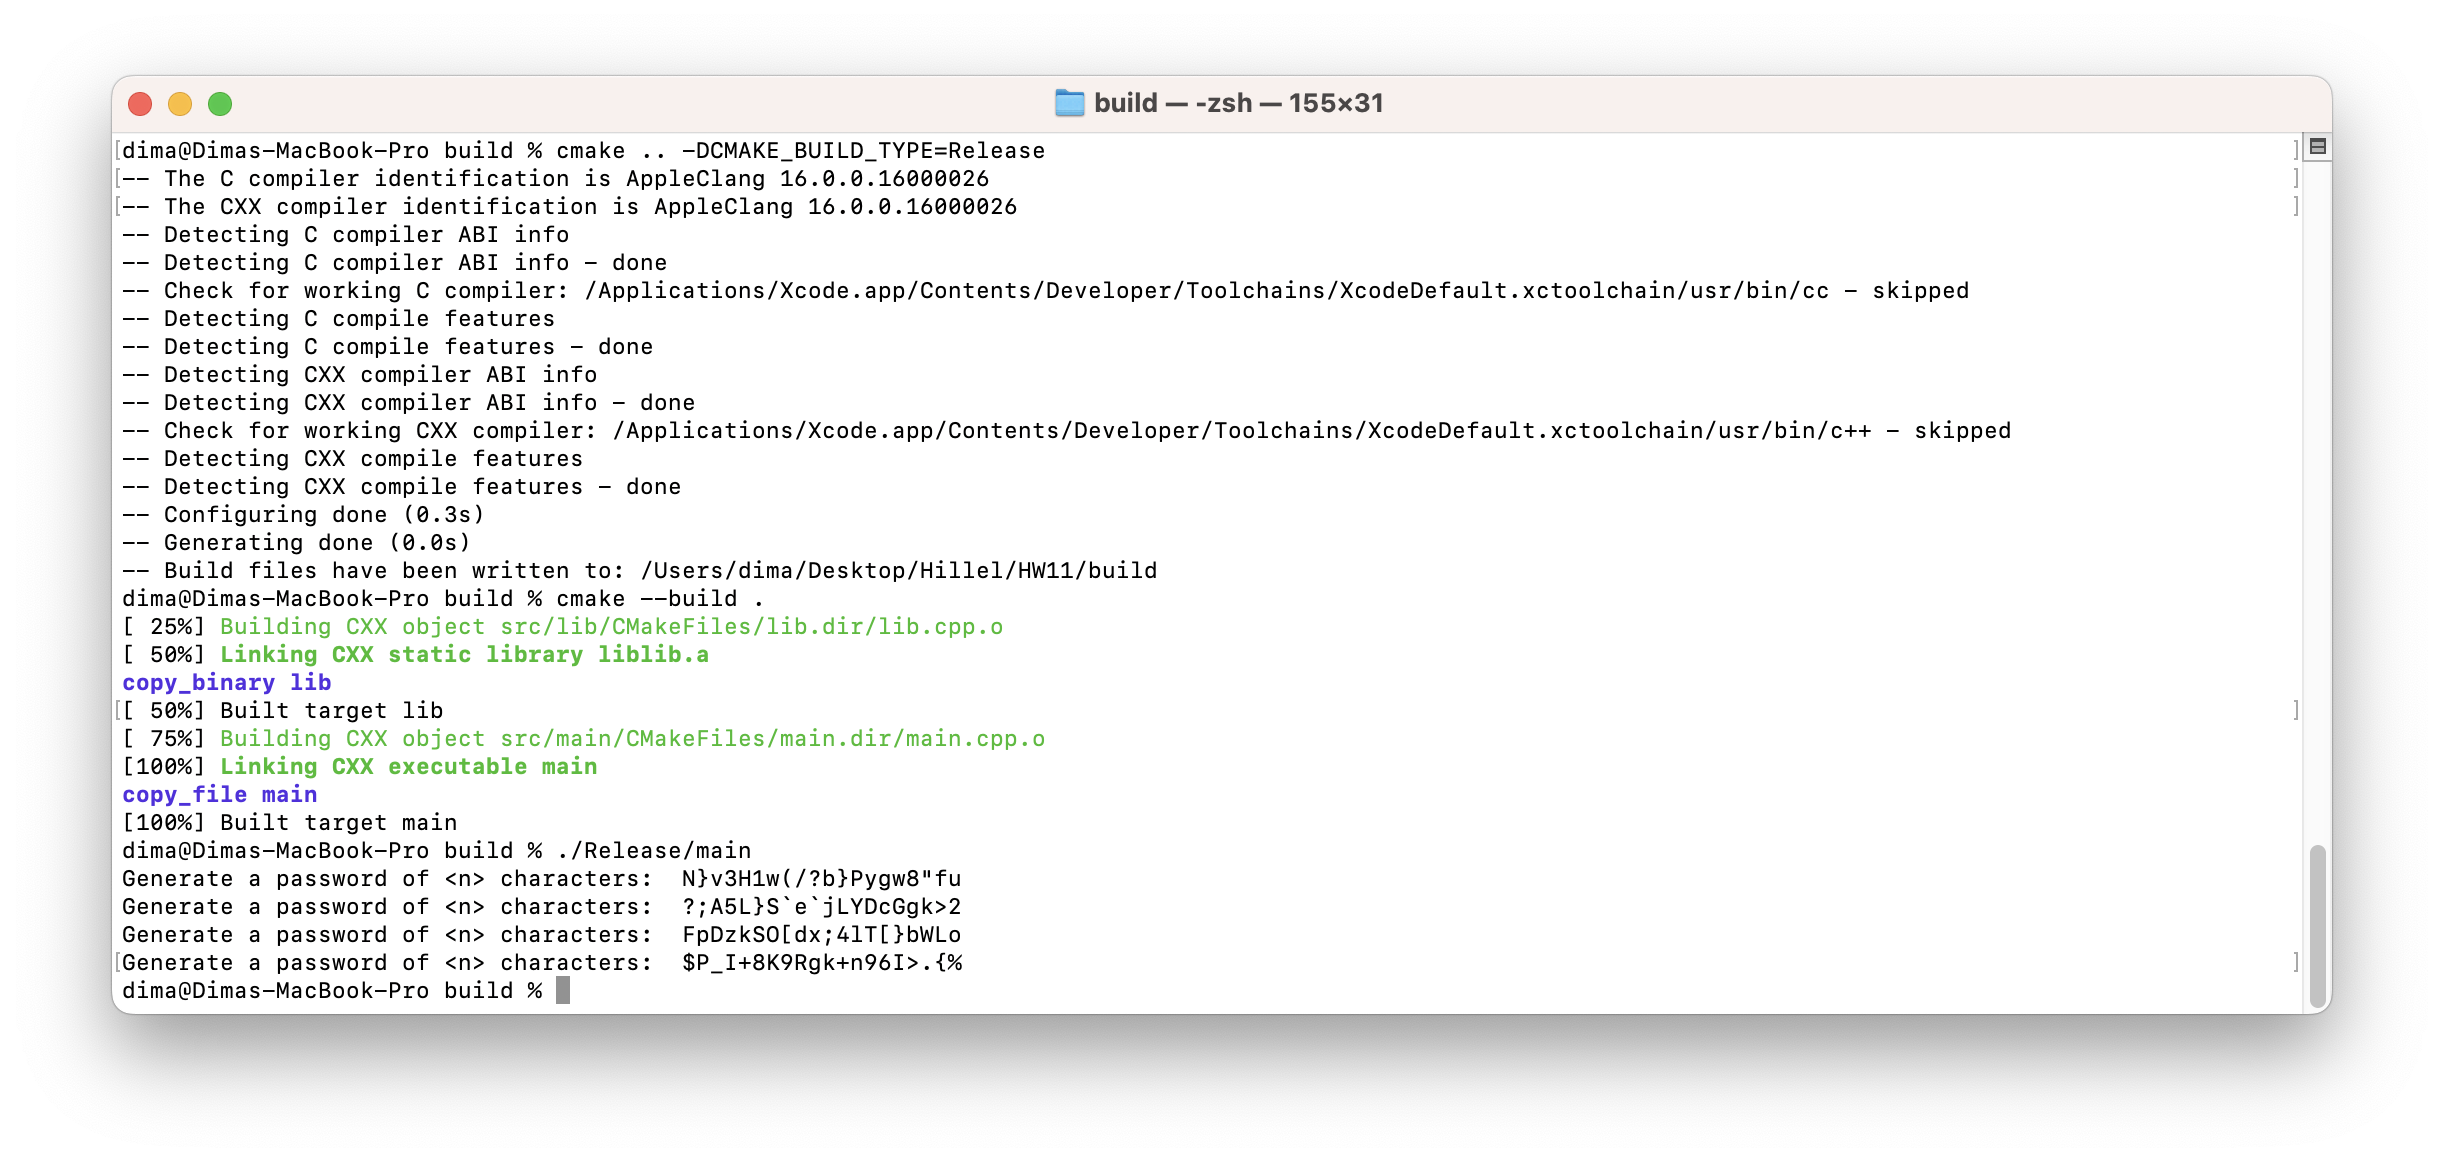 build — -zsh — 155×31
dima@Dimas-MacBook-Pro build % cmake .. -DCMAKE_BUILD_TYPE=Release
-- The C compiler identification is AppleClang 16.0.0.16000026
-- The CXX compiler identification is AppleClang 16.0.0.16000026
-- Detecting C compiler ABI info
-- Detecting C compiler ABI info - done
-- Check for working C compiler: /Applications/Xcode.app/Contents/Developer/Toolchains/XcodeDefault.xctoolchain/usr/bin/cc - skipped
-- Detecting C compile features
-- Detecting C compile features - done
-- Detecting CXX compiler ABI info
-- Detecting CXX compiler ABI info - done
-- Check for working CXX compiler: /Applications/Xcode.app/Contents/Developer/Toolchains/XcodeDefault.xctoolchain/usr/bin/c++ - skipped
-- Detecting CXX compile features
-- Detecting CXX compile features - done
-- Configuring done (0.3s)
-- Generating done (0.0s)
-- Build files have been written to: /Users/dima/Desktop/Hillel/HW11/build
dima@Dimas-MacBook-Pro build % cmake --build .
[ 25%] Building CXX object src/lib/CMakeFiles/lib.dir/lib.cpp.o
[ 50%] Linking CXX static library liblib.a
copy_binary lib
[ 50%] Built target lib
[ 75%] Building CXX object src/main/CMakeFiles/main.dir/main.cpp.o
[100%] Linking CXX executable main
copy_file main
[100%] Built target main
dima@Dimas-MacBook-Pro build % ./Release/main
Generate a password of <n> characters:  N}v3H1w(/?b}Pygw8"fu
Generate a password of <n> characters:  ?;A5L}S`e`jLYDcGgk>2
Generate a password of <n> characters:  FpDzkSO[dx;4lT[}bWLo
Generate a password of <n> characters:  $P_I+8K9Rgk+n96I>.{%
dima@Dimas-MacBook-Pro build %